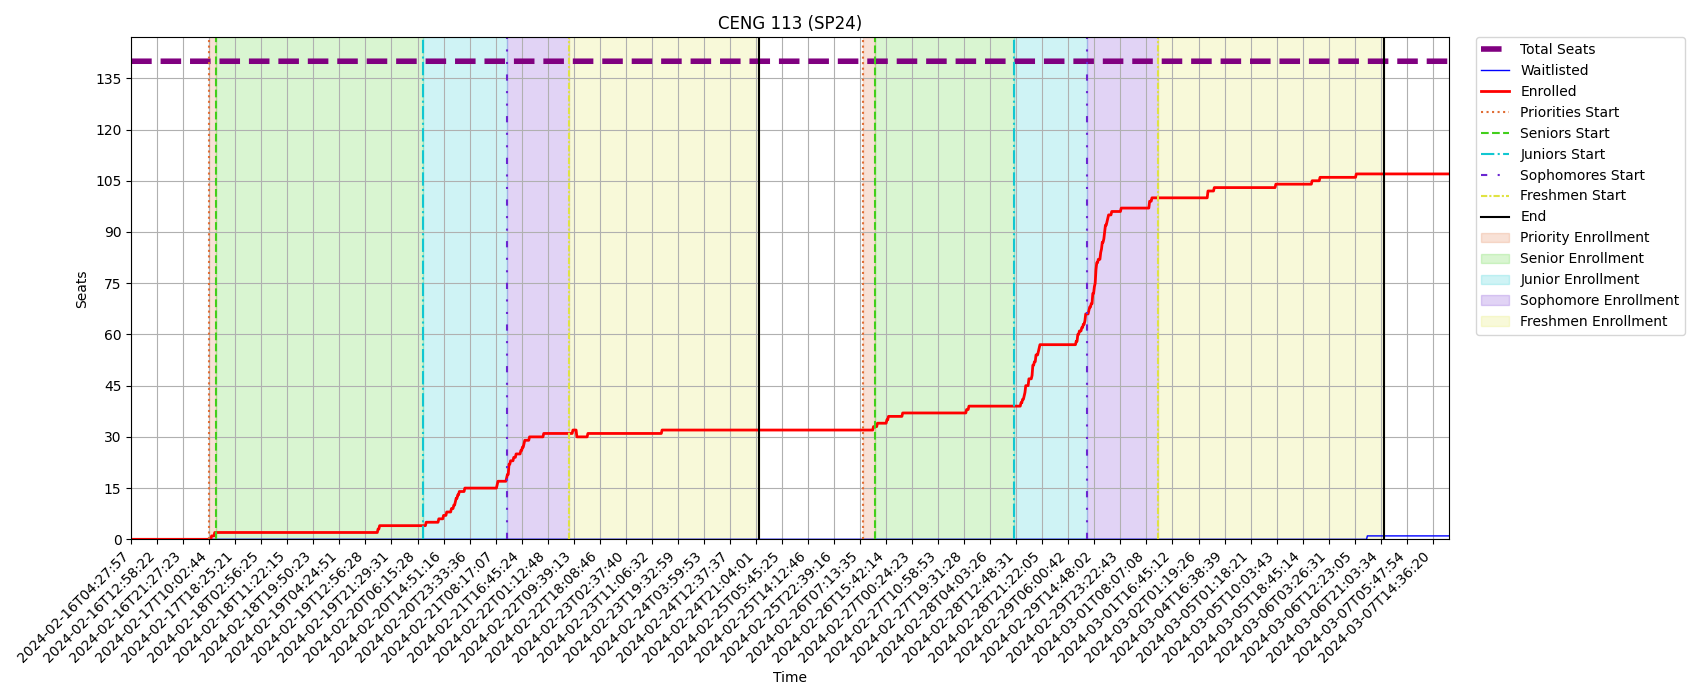 CENG 113 (SP24)
Seats
135
120
105
90
75
60
45
30
15
0
2024-02-16T04:27:57
2024-02-16T12:58:22
2024-02-16T21:27:23
2024-02-17T10:02:44
2024-02-17T18:25:21
2024-02-18T02:56:25
2024-02-18T11:22:15
2024-02-18T19:50:23
2024-02-19T04:24:51
2024-02-19T12:56:28
2024-02-19T21:29:31
2024-02-20T06:15:28
2024-02-20T14:51:16
2024-02-20T23:33:36
2024-02-21T08:17:07
2024-02-21T16:45:24
2024-02-22T01:12:48
2024-02-22T09:39:13
2024-02-22T18:08:46
2024-02-23T02:37:40
2024-02-23T11:06:32
2024-02-23T19:32:59
2024-02-24T03:59:53
2024-02-24T12:37:37
2024-02-24T21:04:01
2024-02-25T05:45:25
2024-02-25T14:12:46
2024-02-25T22:39:16
2024-02-26T07:13:35
2024-02-26T15:42:14
2024-02-27T00:24:23
2024-02-27T10:58:53
2024-02-27T19:31:28
2024-02-28T04:03:26
2024-02-28T12:48:31
2024-02-28T21:22:05
2024-02-29T06:00:42
2024-02-29T14:48:02
2024-02-29T23:22:43
2024-03-01T08:07:08
2024-03-01T16:45:12
2024-03-02T01:19:26
2024-03-04T16:38:39
2024-03-05T01:18:21
2024-03-05T10:03:43
2024-03-05T18:45:14
2024-03-06T03:26:31
2024-03-06T12:23:05
2024-03-06T21:03:34
2024-03-07T05:47:54
2024-03-07T14:36:20
Time
Total Seats
Waitlisted
Enrolled
Priorities Start
Seniors Start
Juniors Start
Sophomores Start
Freshmen Start
End
Priority Enrollment
Senior Enrollment
Junior Enrollment
Sophomore Enrollment
Freshmen Enrollment